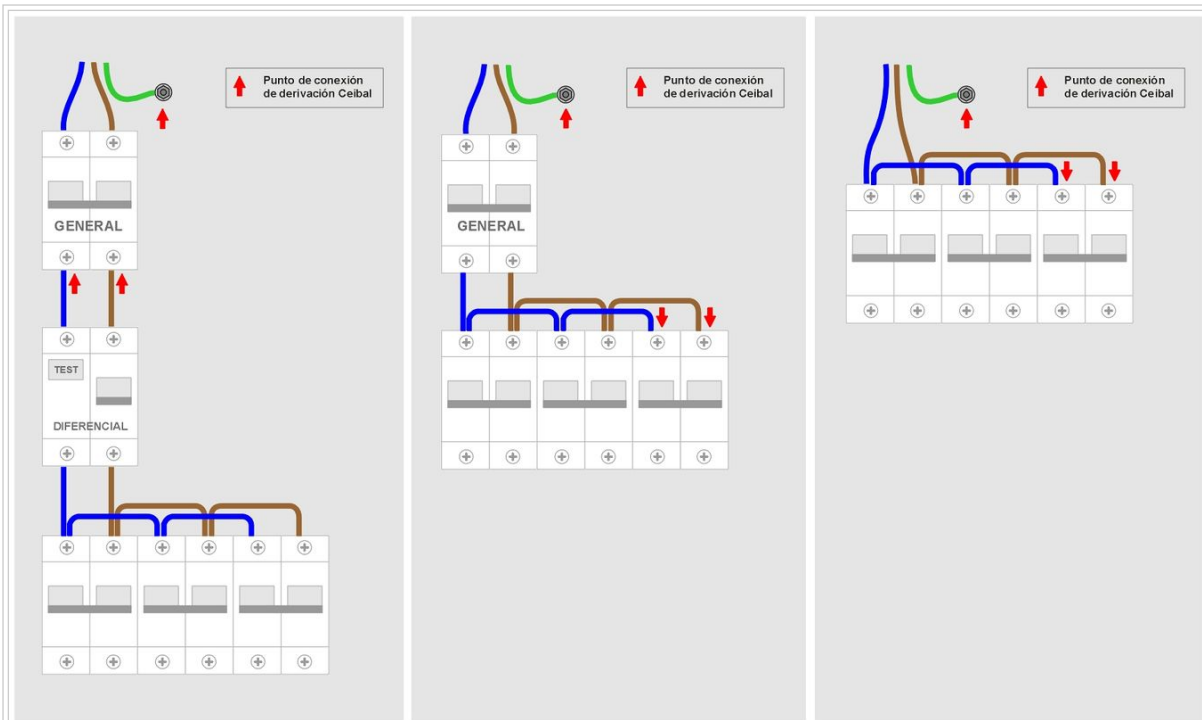 Punto de conexión
de derivación Ceibal
GENERAL
TEST
DIFERENCIAL
Punto de conexión
de derivación Ceibal
GENERAL
Punto de conexión
de derivación Ceibal